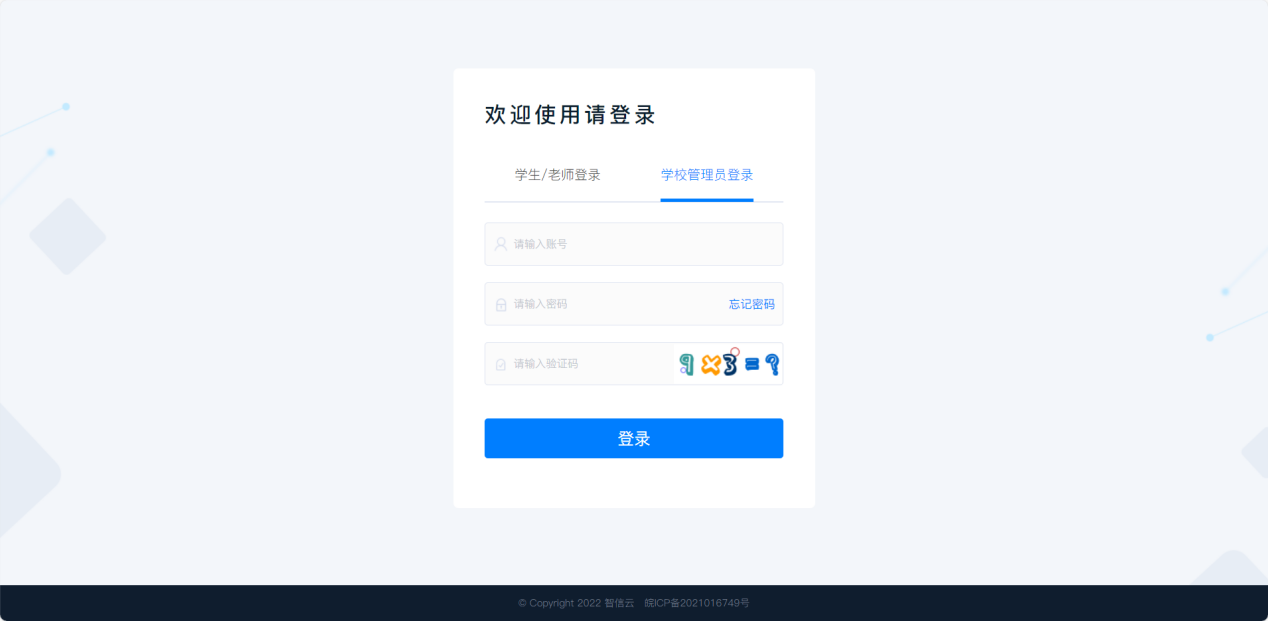 欢迎使用请登录
学生/老师登录 学校管理员登录
请输入账号
请输入密码 忘记密码
请输入验证码 9×3=?
登录
© Copyright 2022 智信云 皖ICP备2021016749号